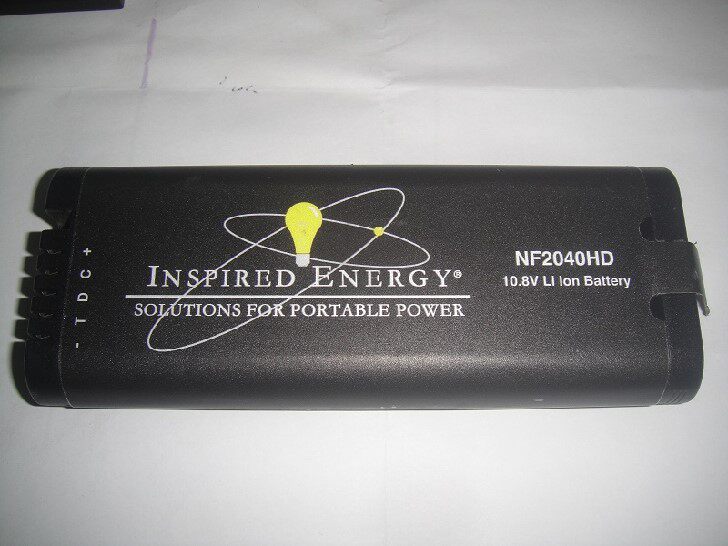 INSPIRED ENERGY®
SOLUTIONS FOR PORTABLE POWER
NF2040HD
10.8V Li Ion Battery
- T D C +